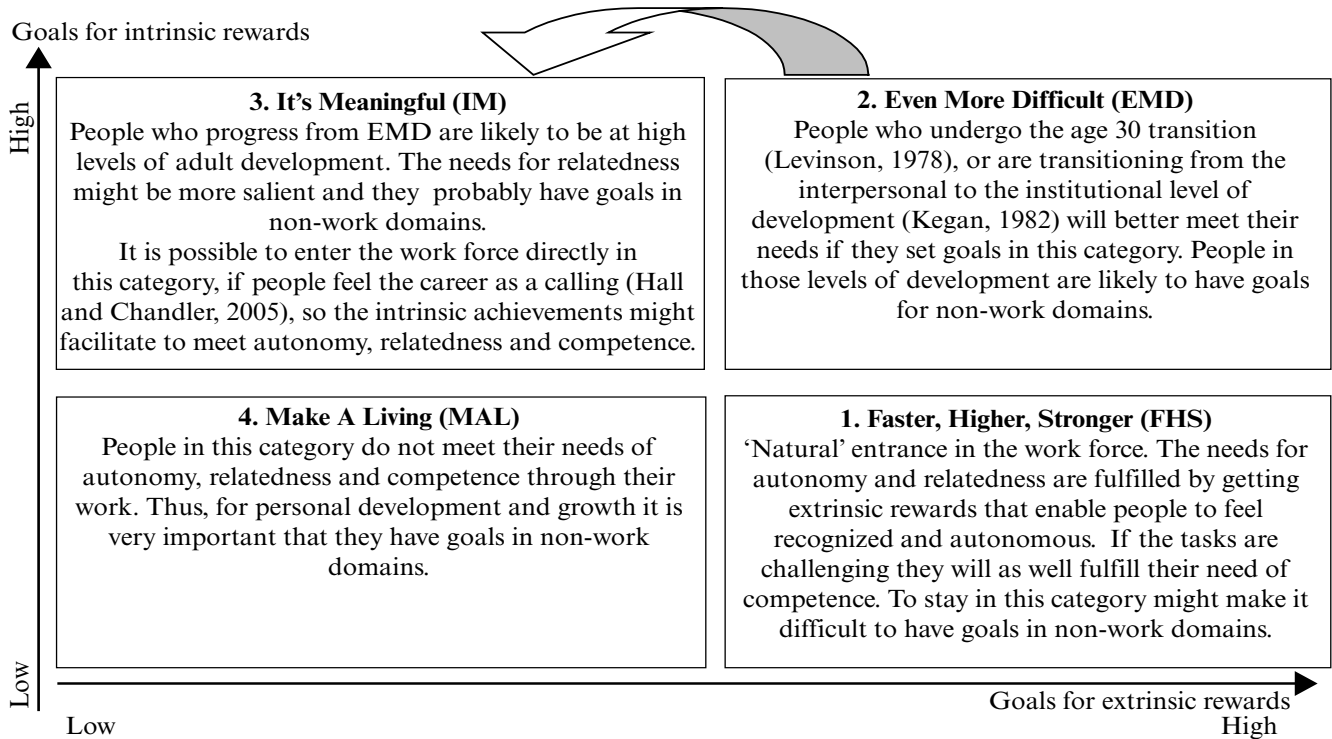 Goals for intrinsic rewards
High
3. It's Meaningful (IM)
People who progress from EMD are likely to be at high
levels of adult development. The needs for relatedness
might be more salient and they probably have goals in
non-work domains.
It is possible to enter the work force directly in
this category, if people feel the career as a calling (Hall
and Chandler, 2005), so the intrinsic achievements might
facilitate to meet autonomy, relatedness and competence.
2. Even More Difficult (EMD)
People who undergo the age 30 transition
(Levinson, 1978), or are transitioning from the
interpersonal to the institutional level of
development (Kegan, 1982) will better meet their
needs if they set goals in this category. People in
those levels of development are likely to have goals
for non-work domains.
4. Make A Living (MAL)
People in this category do not meet their needs of
autonomy, relatedness and competence through their
work. Thus, for personal development and growth it is
very important that they have goals in non-work
domains.
1. Faster, Higher, Stronger (FHS)
‘Natural’ entrance in the work force. The needs for
autonomy and relatedness are fulfilled by getting
extrinsic rewards that enable people to feel
recognized and autonomous. If the tasks are
challenging they will as well fulfill their need of
competence. To stay in this category might make it
difficult to have goals in non-work domains.
Low
Goals for extrinsic rewards
Low
High